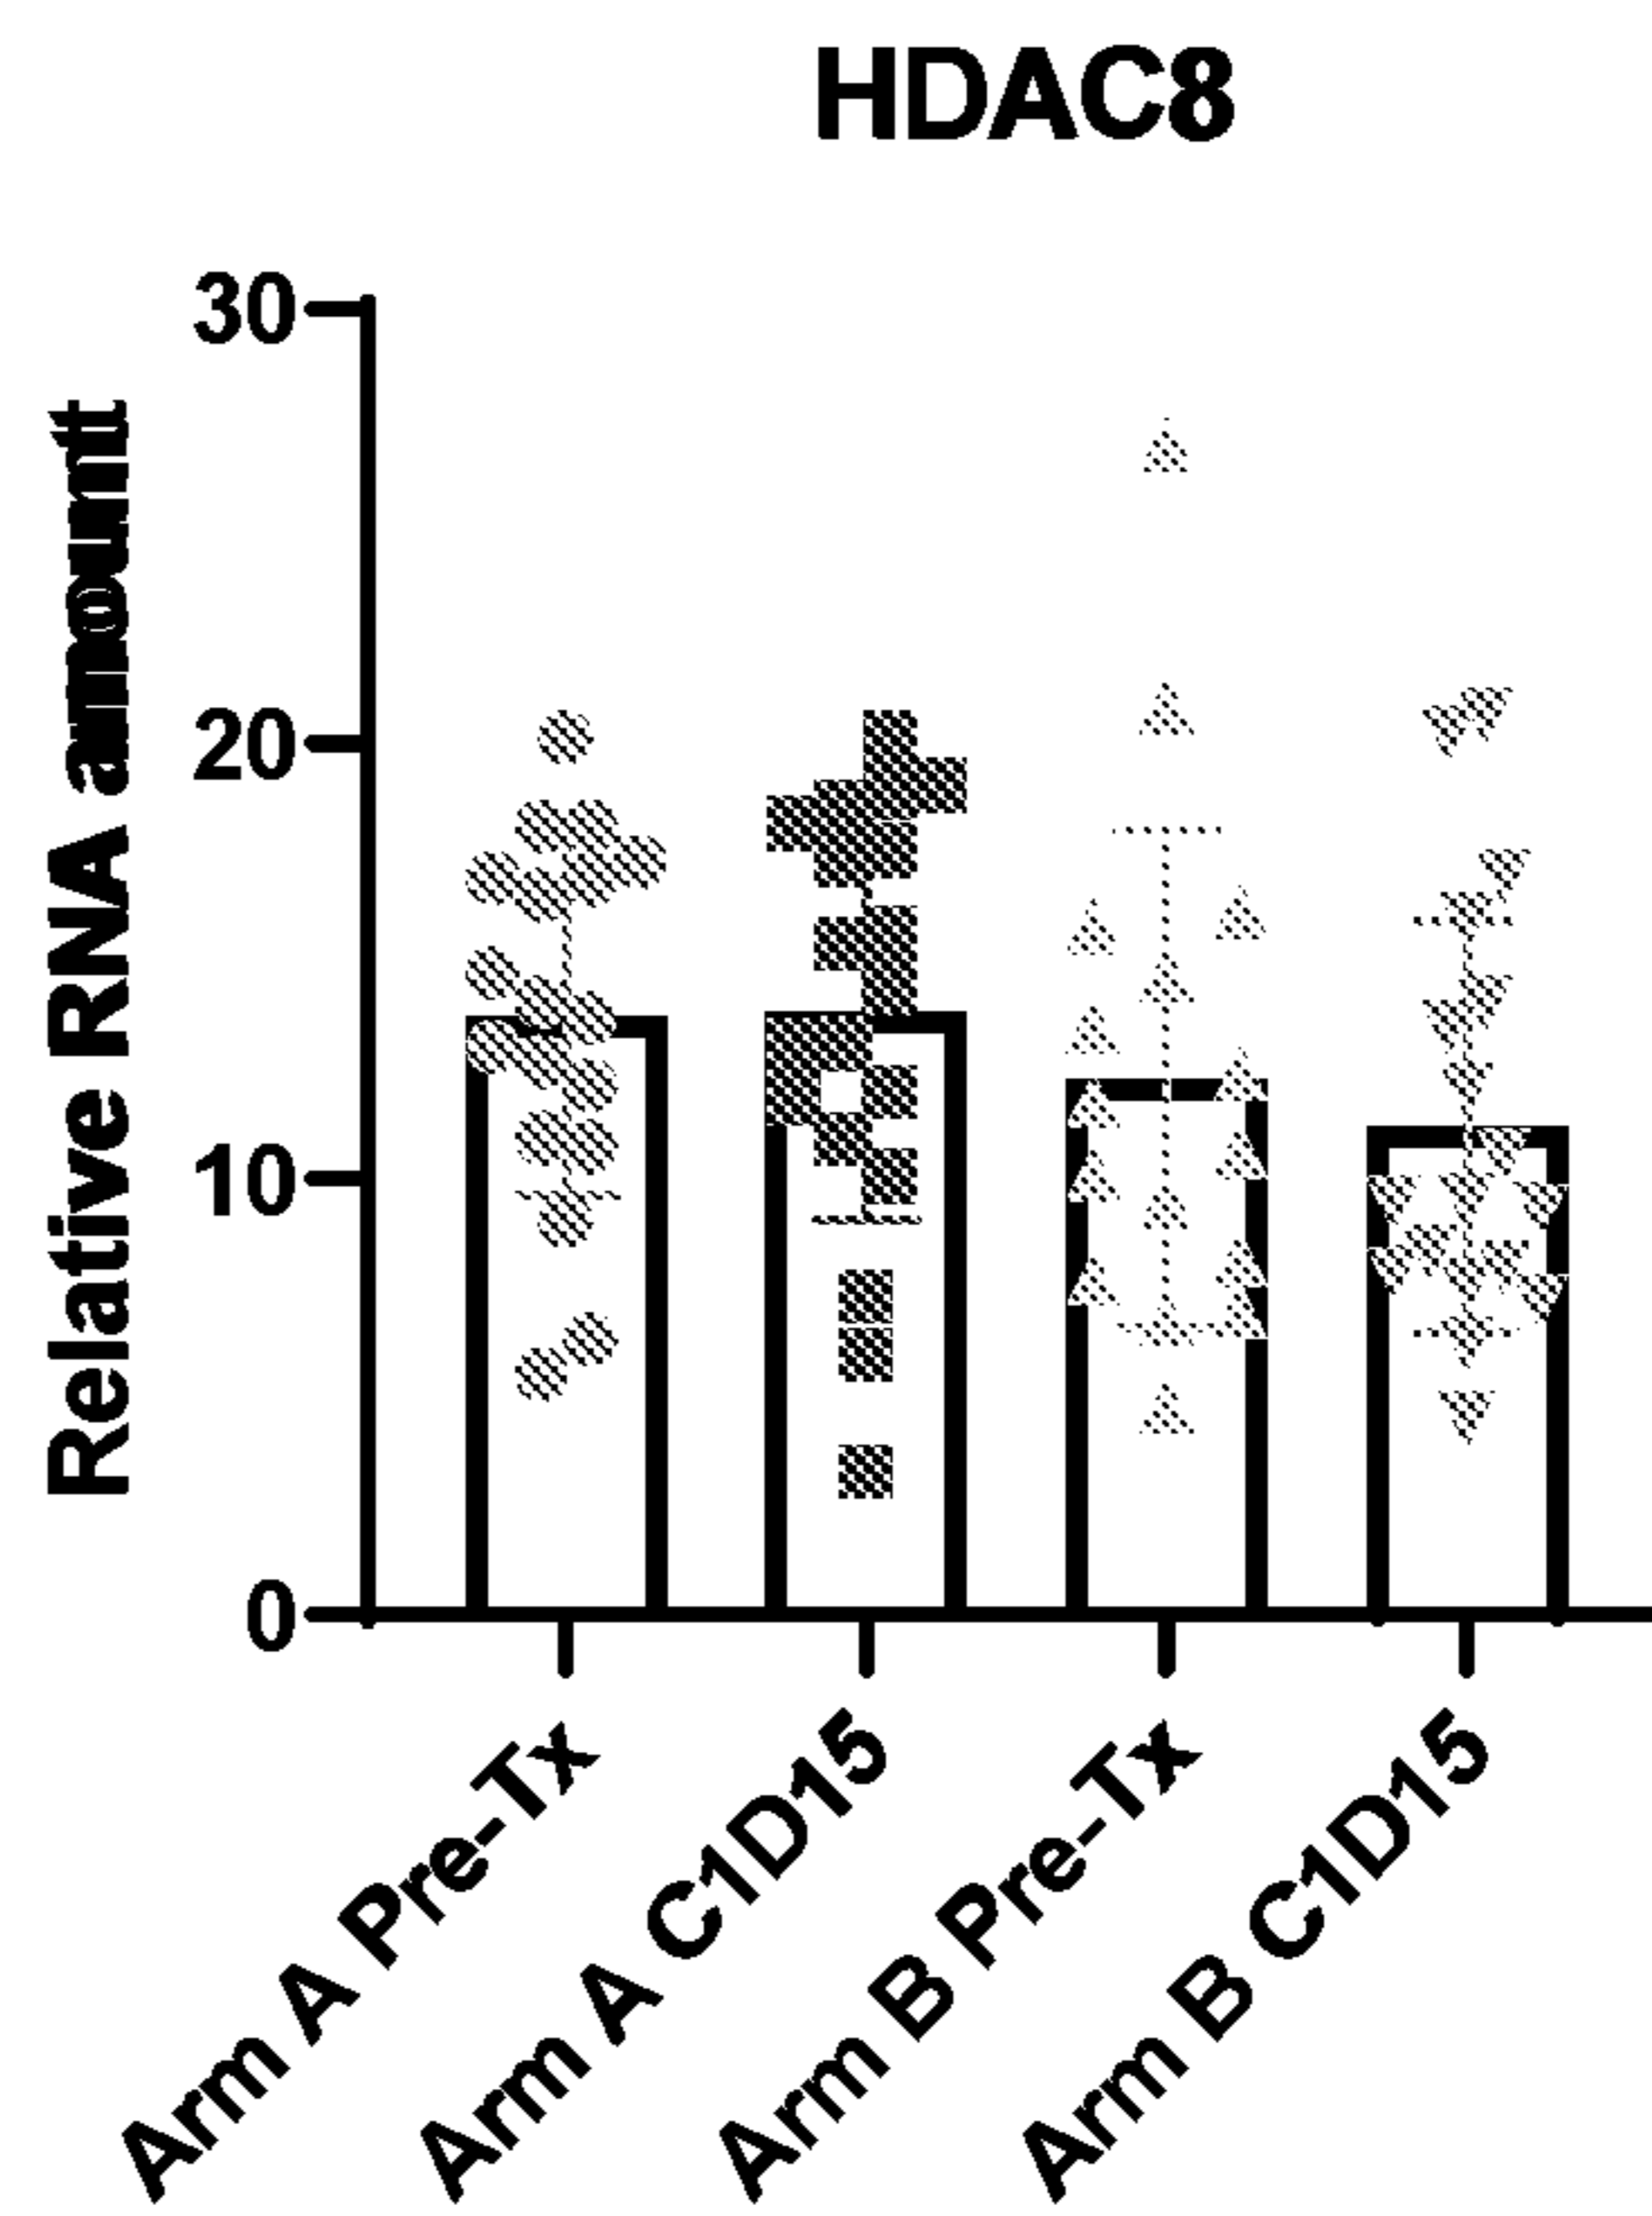 HDAC8
Relative RNA amount
30
20
10
0
Arm A Pre-Tx
Arm A C1D15
Arm B Pre-Tx
Arm B C1D15